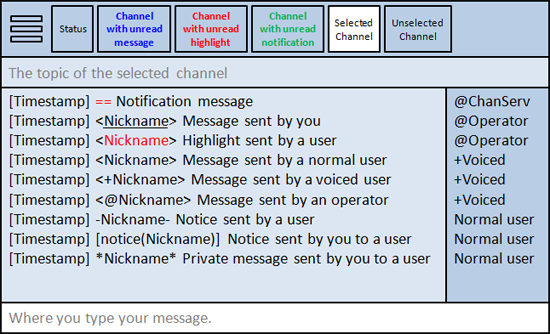 Status
Channel
with unread
message
Channel
with unread
highlight
Channel
with unread
notification
Selected
Channel
Unselected
Channel
The topic of the selected channel
[Timestamp] == Notification message
[Timestamp] <Nickname> Message sent by you
[Timestamp] <Nickname> Highlight sent by a user
[Timestamp] <Nickname> Message sent by a normal user
[Timestamp] <+Nickname> Message sent by a voiced user
[Timestamp] <@Nickname> Message sent by an operator
[Timestamp] -Nickname- Notice sent by a user
[Timestamp] [notice(Nickname)] Notice sent by you to a user
[Timestamp] *Nickname* Private message sent by you to a user
@ChanServ
@Operator
@Operator
+Voiced
+Voiced
+Voiced
Normal user
Normal user
Normal user
Where you type your message.